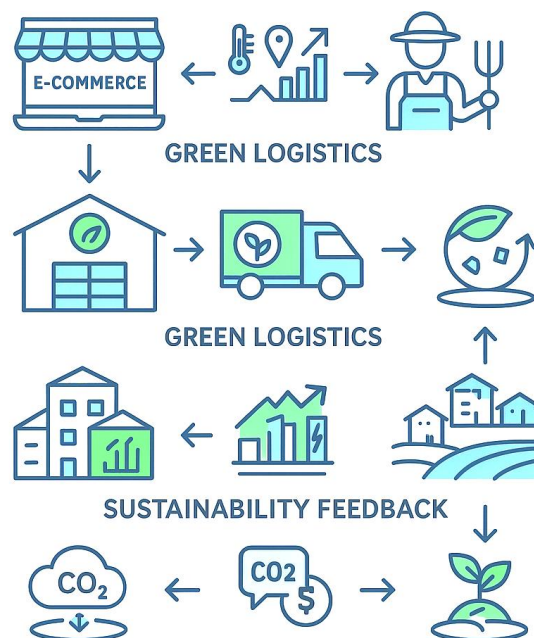 E-COMMERCE
GREEN LOGISTICS
GREEN LOGISTICS
SUSTAINABILITY FEEDBACK
CO₂
CO2
$